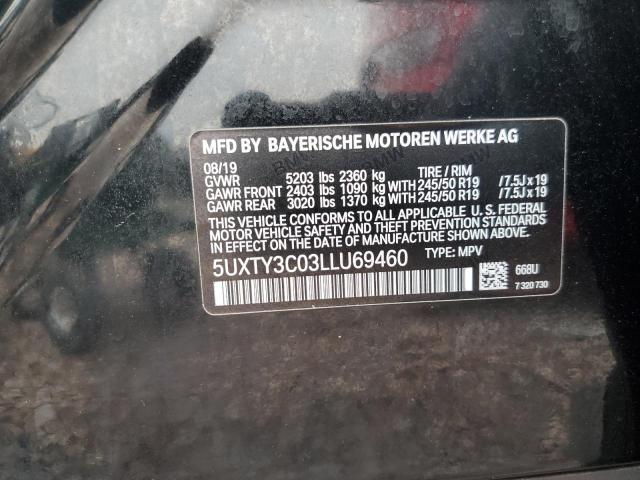 MFD BY BAYERISCHE MOTOREN WERKE AG
08/19
GVWR 5203 lbs 2360 kg TIRE / RIM
GAWR FRONT 2403 lbs 1090 kg WITH 245/50 R19 /7.5J x 19
GAWR REAR 3020 lbs 1370 kg WITH 245/50 R19 /7.5J x 19
THIS VEHICLE CONFORMS TO ALL APPLICABLE U. S. FEDERAL
MOTOR VEHICLE SAFETY AND THEFT PREVENTION STANDARDS
IN EFFECT ON THE DATE OF MANUFACTURE SHOWN ABOVE.
5UXTY3C03LLU69460 TYPE: MPV
668U
7 320 730